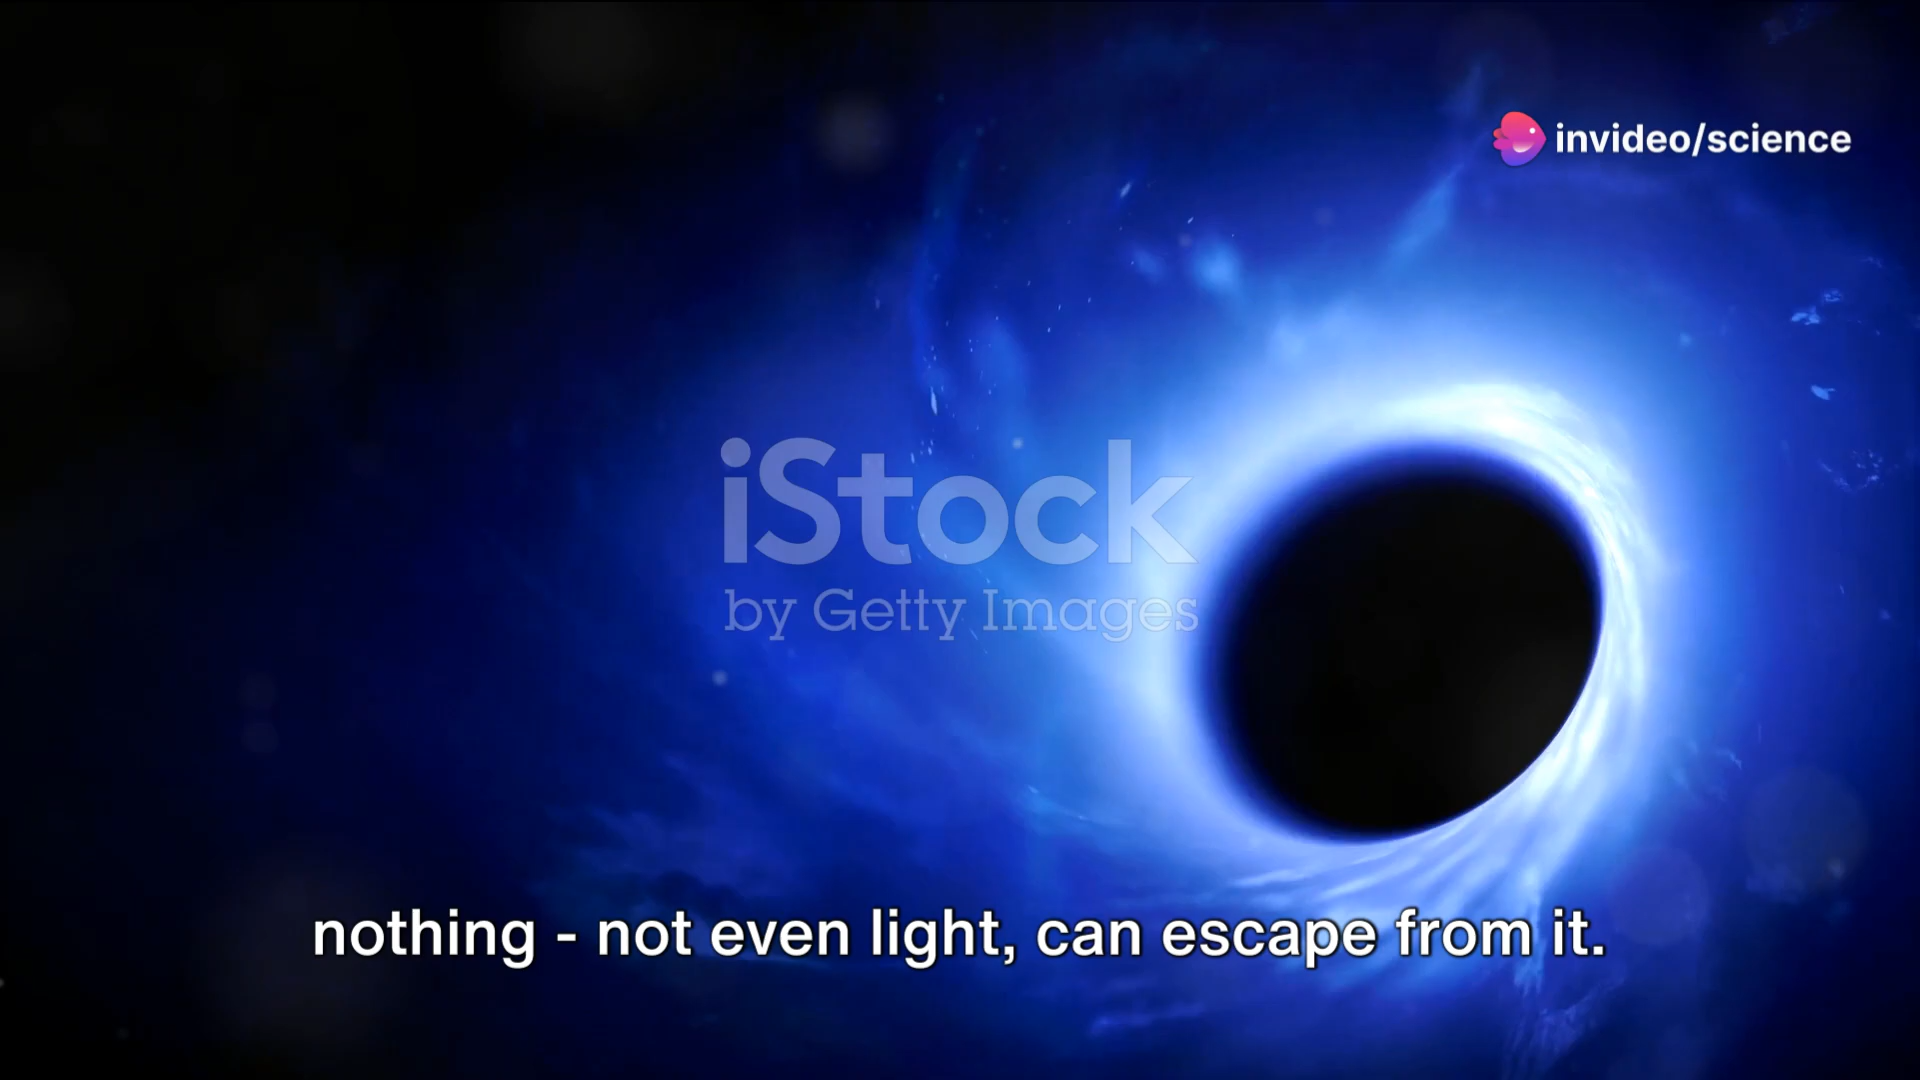 invideo/science
iStock
by Getty Images
nothing - not even light, can escape from it.